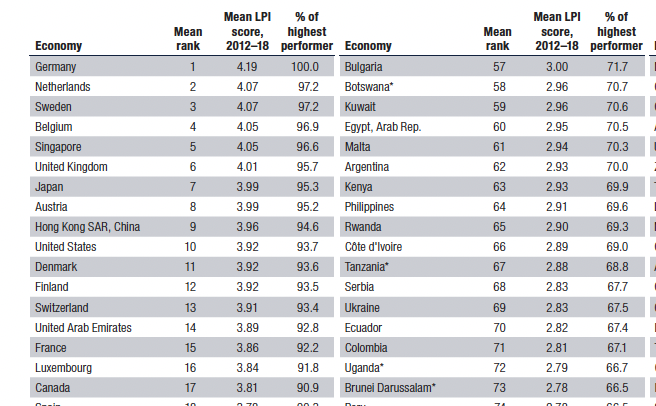 Economy Mean rank Mean LPI score, 2012–18 % of highest performer Economy Mean rank Mean LPI score, 2012–18 % of highest performer
Germany 1 4.19 100.0 Bulgaria 57 3.00 71.7
Netherlands 2 4.07 97.2 Botswana* 58 2.96 70.7
Sweden 3 4.07 97.2 Kuwait 59 2.96 70.6
Belgium 4 4.05 96.9 Egypt, Arab Rep. 60 2.95 70.5
Singapore 5 4.05 96.6 Malta 61 2.94 70.3
United Kingdom 6 4.01 95.7 Argentina 62 2.93 70.0
Japan 7 3.99 95.3 Kenya 63 2.93 69.9
Austria 8 3.99 95.2 Philippines 64 2.91 69.6
Hong Kong SAR, China 9 3.96 94.6 Rwanda 65 2.90 69.3
United States 10 3.92 93.7 Côte d'Ivoire 66 2.89 69.0
Denmark 11 3.92 93.6 Tanzania* 67 2.88 68.8
Finland 12 3.92 93.5 Serbia 68 2.83 67.7
Switzerland 13 3.91 93.4 Ukraine 69 2.83 67.5
United Arab Emirates 14 3.89 92.8 Ecuador 70 2.82 67.4
France 15 3.86 92.2 Colombia 71 2.81 67.1
Luxembourg 16 3.84 91.8 Uganda* 72 2.79 66.7
Canada 17 3.81 90.9 Brunei Darussalam* 73 2.78 66.5